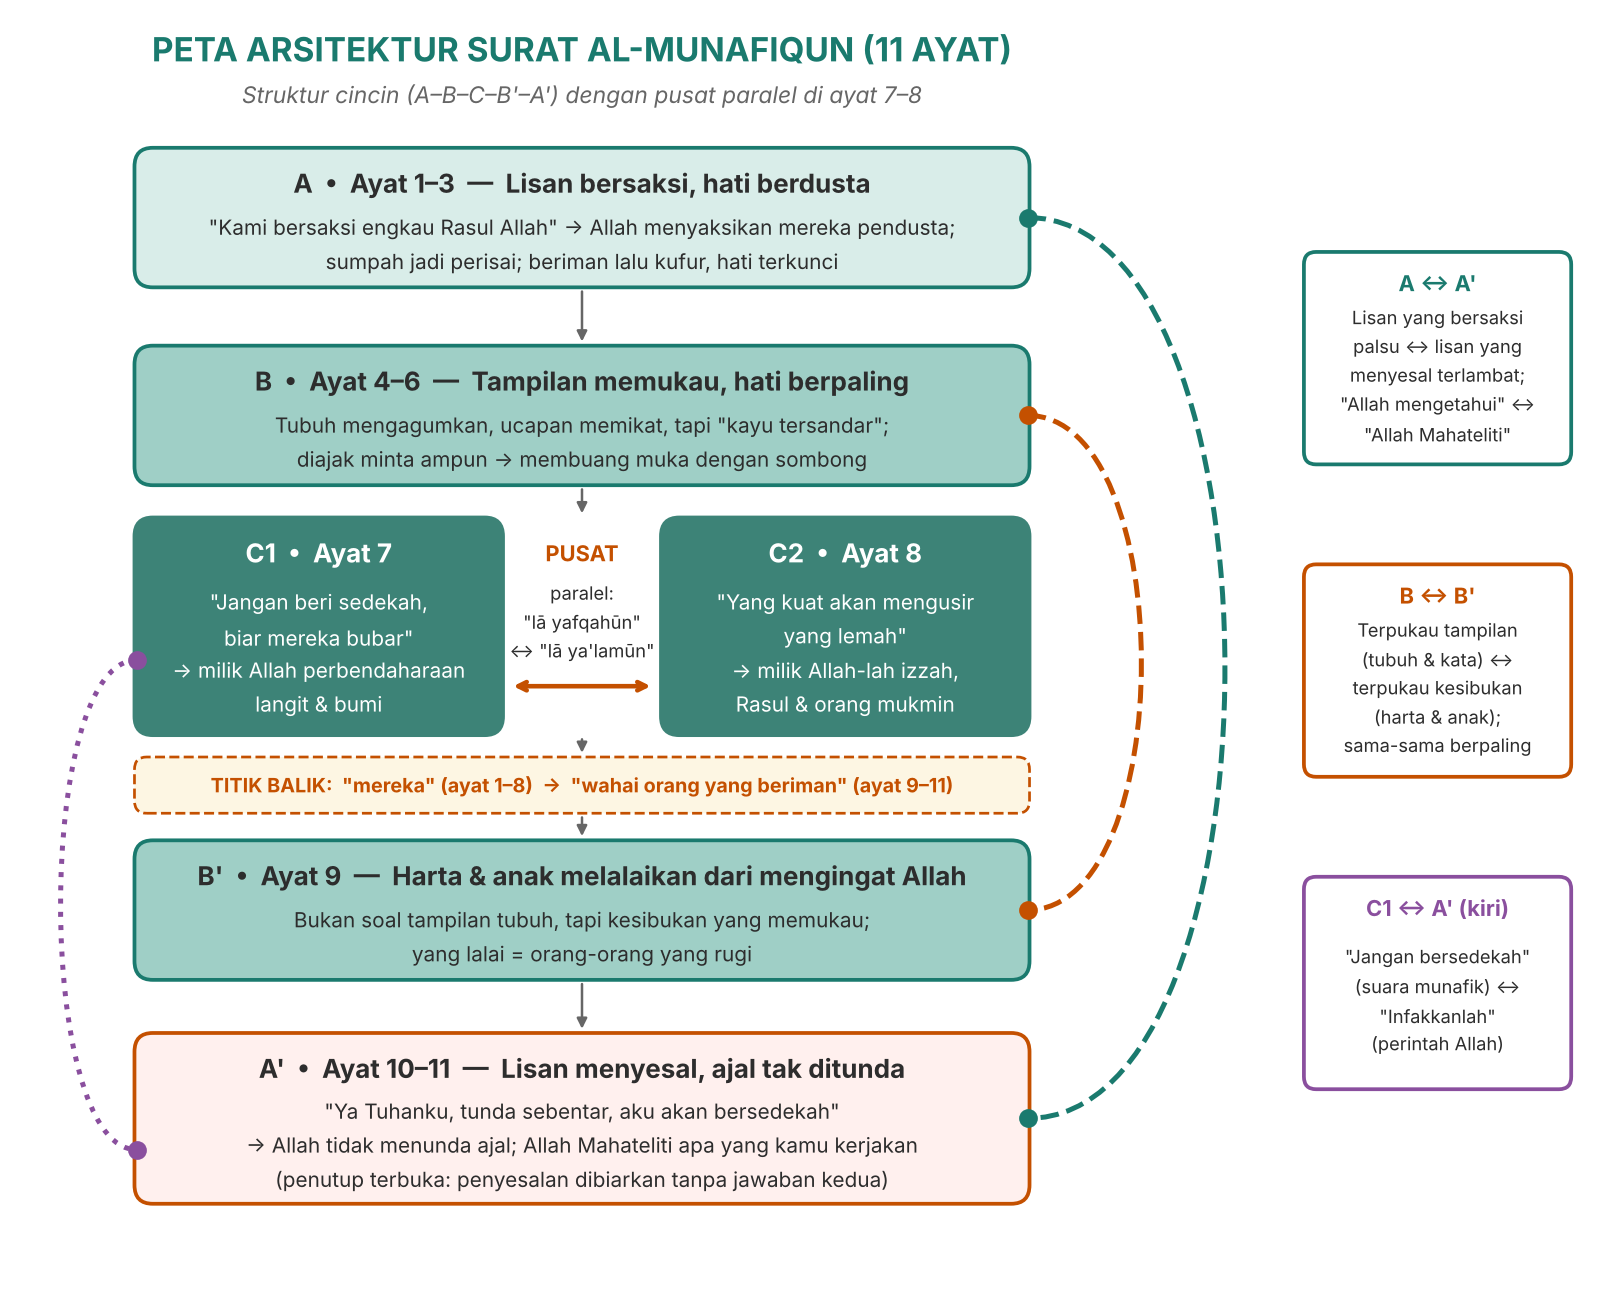 PETA ARSITEKTUR SURAT AL-MUNAFIQUN (11 AYAT)
Struktur cincin (A–B–C–B'–A') dengan pusat paralel di ayat 7–8
A • Ayat 1–3 — Lisan bersaksi, hati berdusta
"Kami bersaksi engkau Rasul Allah" → Allah menyaksikan mereka pendusta;
sumpah jadi perisai; beriman lalu kufur, hati terkunci
B • Ayat 4–6 — Tampilan memukau, hati berpaling
Tubuh mengagumkan, ucapan memikat, tapi "kayu tersandar";
diajak minta ampun → membuang muka dengan sombong
C1 • Ayat 7
"Jangan beri sedekah,
biar mereka bubar"
→ milik Allah perbendaharaan
langit & bumi
PUSAT
paralel:
"lā yafqahūn"
↔ "lā ya'lamūn"
C2 • Ayat 8
"Yang kuat akan mengusir
yang lemah"
→ milik Allah-lah izzah,
Rasul & orang mukmin
TITIK BALIK: "mereka" (ayat 1–8) → "wahai orang yang beriman" (ayat 9–11)
B' • Ayat 9 — Harta & anak melalaikan dari mengingat Allah
Bukan soal tampilan tubuh, tapi kesibukan yang memukau;
yang lalai = orang-orang yang rugi
A' • Ayat 10–11 — Lisan menyesal, ajal tak ditunda
"Ya Tuhanku, tunda sebentar, aku akan bersedekah"
→ Allah tidak menunda ajal; Allah Mahateliti apa yang kamu kerjakan
(penutup terbuka: penyesalan dibiarkan tanpa jawaban kedua)
A ↔ A'
Lisan yang bersaksi
palsu ↔ lisan yang
menyesal terlambat;
"Allah mengetahui" ↔
"Allah Mahateliti"
B ↔ B'
Terpukau tampilan
(tubuh & kata) ↔
terpukau kesibukan
(harta & anak);
sama-sama berpaling
C1 ↔ A' (kiri)
"Jangan bersedekah"
(suara munafik) ↔
"Infakkanlah"
(perintah Allah)